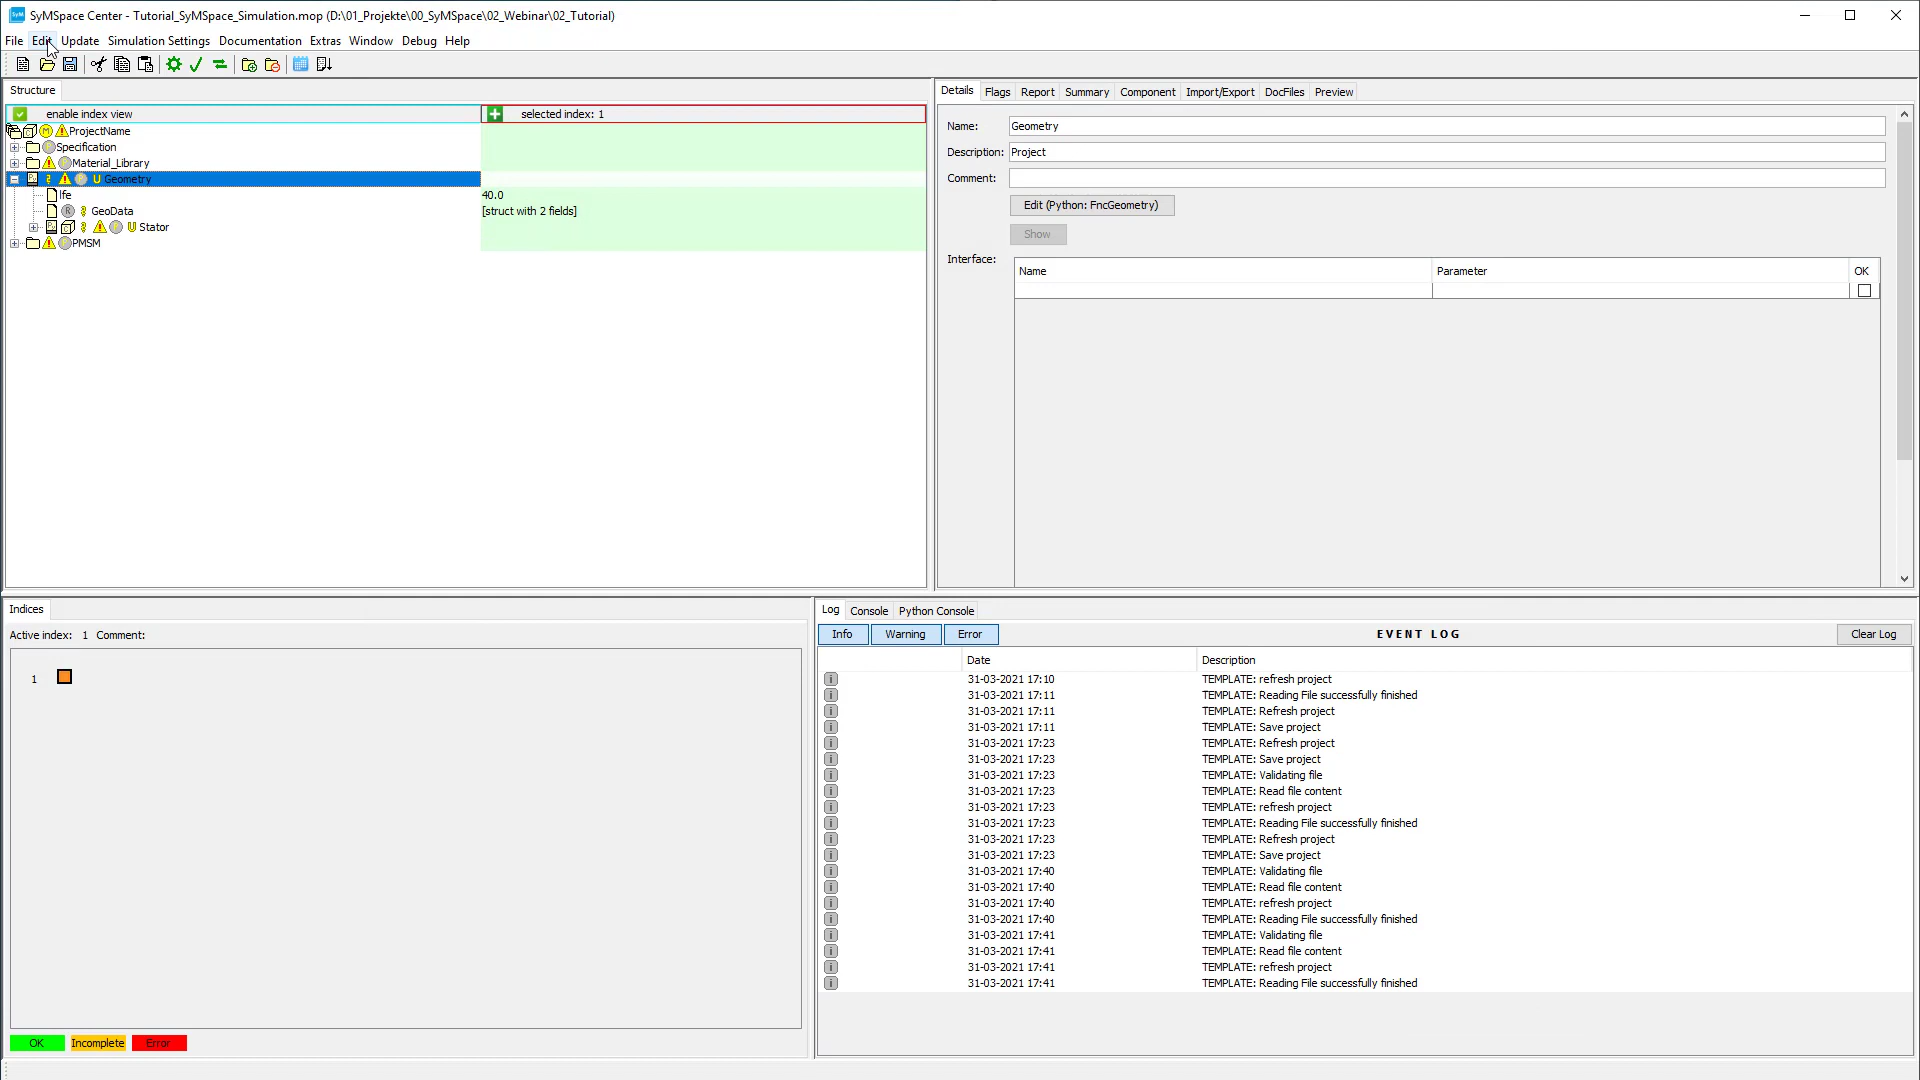 SyMSpace Center - Tutorial_SyMSpace_Simulation.mop (D:\01_Projekte\00_SyMSpace\02_Webinar\02_Tutorial)
File Edit Update Simulation Settings Documentation Extras Window Debug Help
Structure
enable index view
selected index: 1
ProjectName
Specification
Material_Library
U Geometry
lfe 40.0
R GeoData [struct with 2 fields]
U Stator
PMSM
Details Flags Report Summary Component Import/Export DocFiles Preview
Name: Geometry
Description: Project
Comment:
Edit (Python: FncGeometry)
Show
Interface:
Name Parameter OK
Indices
Active index: 1 Comment:
1
OK Incomplete Error
Log Console Python Console
Info Warning Error EVENT LOG Clear Log
Date Description
31-03-2021 17:10 TEMPLATE: refresh project
31-03-2021 17:11 TEMPLATE: Reading File successfully finished
31-03-2021 17:11 TEMPLATE: Refresh project
31-03-2021 17:11 TEMPLATE: Save project
31-03-2021 17:23 TEMPLATE: Refresh project
31-03-2021 17:23 TEMPLATE: Save project
31-03-2021 17:23 TEMPLATE: Validating file
31-03-2021 17:23 TEMPLATE: Read file content
31-03-2021 17:23 TEMPLATE: refresh project
31-03-2021 17:23 TEMPLATE: Reading File successfully finished
31-03-2021 17:23 TEMPLATE: Refresh project
31-03-2021 17:23 TEMPLATE: Save project
31-03-2021 17:40 TEMPLATE: Validating file
31-03-2021 17:40 TEMPLATE: Read file content
31-03-2021 17:40 TEMPLATE: refresh project
31-03-2021 17:40 TEMPLATE: Reading File successfully finished
31-03-2021 17:41 TEMPLATE: Validating file
31-03-2021 17:41 TEMPLATE: Read file content
31-03-2021 17:41 TEMPLATE: refresh project
31-03-2021 17:41 TEMPLATE: Reading File successfully finished